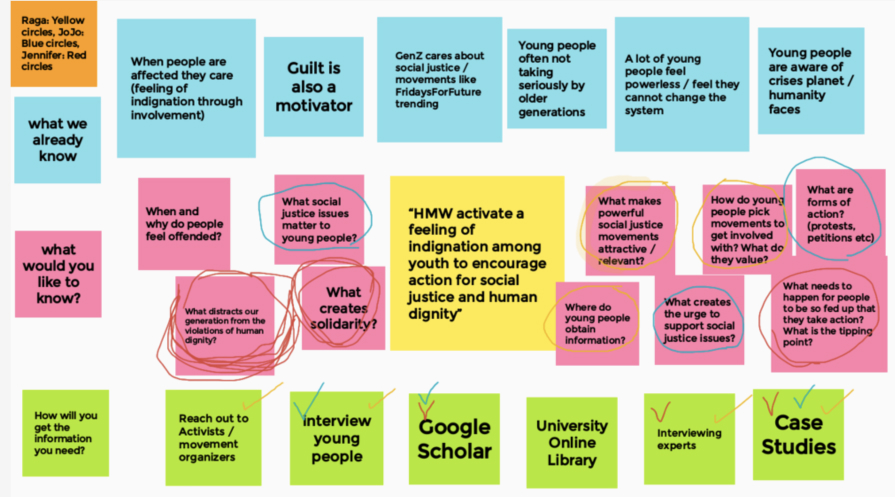 Raga: Yellow
circles, JoJo:
Blue circles,
Jennifer: Red
circles
When people are
affected they care
(feeling of
indignation through
involvement)
Guilt is
also a
motivator
GenZ cares about
social justice /
movements like
FridaysForFuture
trending
Young people
often not
taking
seriously by
older
generations
A lot of young
people feel
powerless / feel they
cannot change the
system
Young people
are aware of
crises planet /
humanity
faces
what we
already
know
what
would you
like to
know?
When and
why do people
feel offended?
What social
justice issues
matter to
young people?
What distracts our
generation from the
violations of human
dignity?
What
creates
solidarity?
"HMW activate a
feeling of
indignation among
youth to encourage
action for social
justice and human
dignity"
What makes
powerful
social justice
movements
attractive /
relevant?
How do young
people pick
movements to
get involved
with? What do
they value?
What are
forms of
action?
(protests,
petitions etc)
Where do
young people
obtain
information?
What creates
the urge to
support social
justice issues?
What needs to
happen for people
to be so fed up that
they take action?
What is the tipping
point?
How will you
get the
information
you need?
Reach out to
Activists /
movement
organizers
Interview
young
people
Google
Scholar
University
Online
Library
Interviewing
experts
Case
Studies